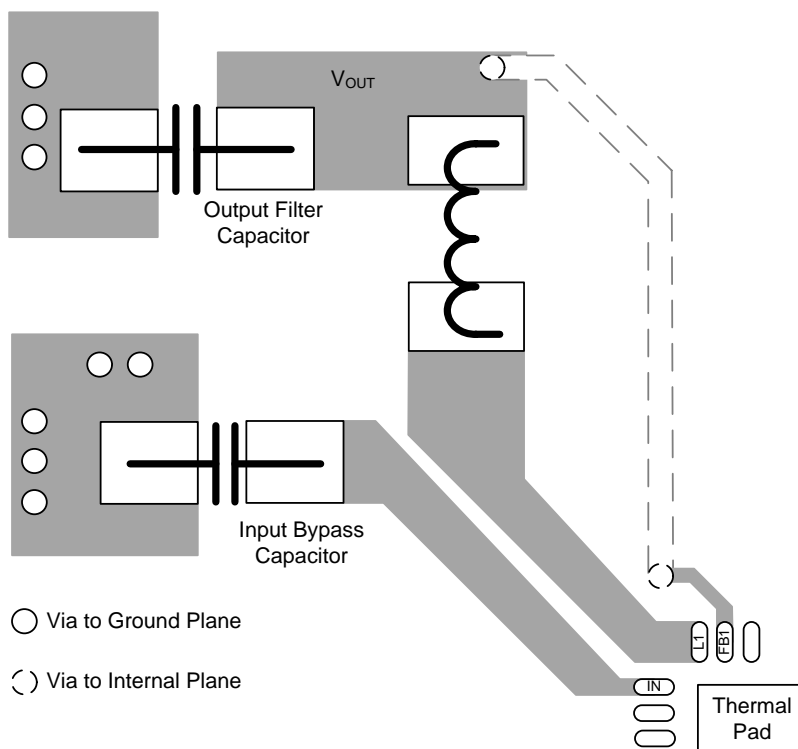 VOUT
Output Filter
Capacitor
Input Bypass
Capacitor
Via to Ground Plane
Via to Internal Plane
L1
FB1
IN
Thermal
Pad